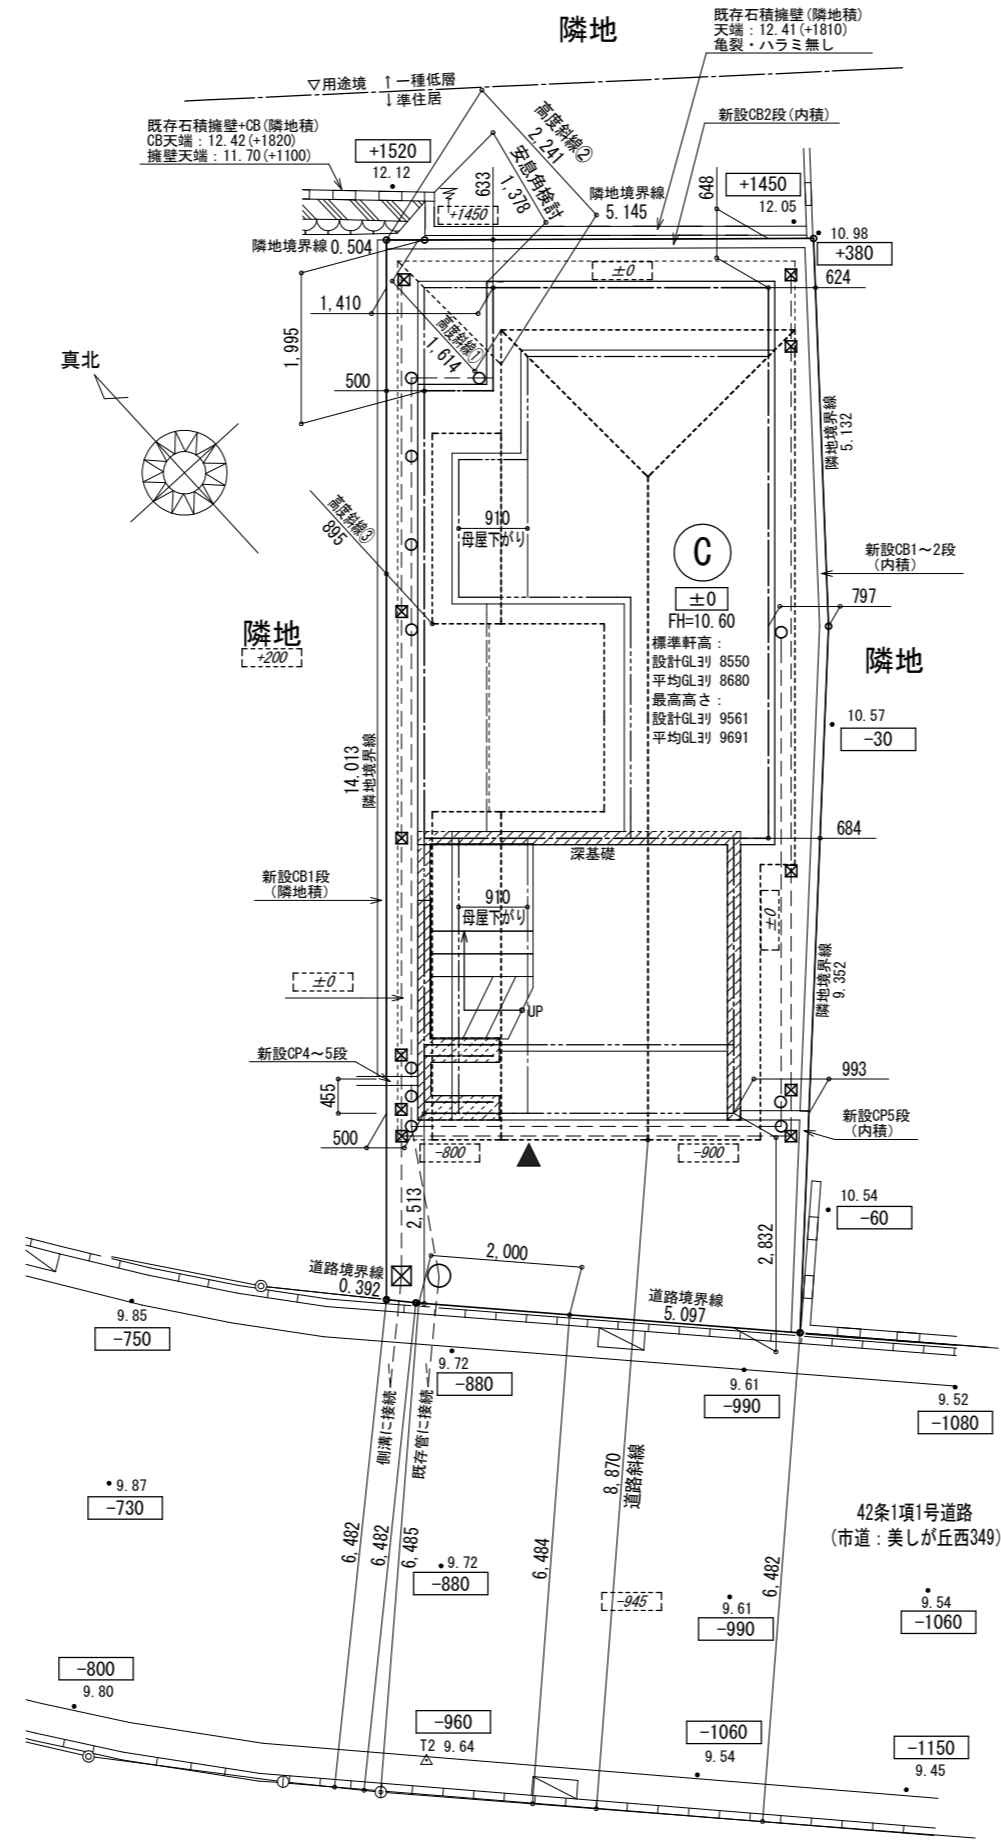 隣地
既存石積擁壁(隣地積)
天端：12.41(+1810)
亀裂・ハラミ無し
▽用途境
↑一種低層
↓準住居
既存石積擁壁+CB(隣地積)
CB天端：12.42(+1820)
擁壁天端：11.70(+1100)
+1520
12.12
高度斜線②
2,241
安息角検討
1,378
633
+1450
新設CB2段(内積)
隣地境界線
5.145
648
+1450
12.05
10.98
+380
隣地境界線 0.504
±0
624
1,410
1,995
高度斜線①
1,614
500
真北
隣地境界線
5.132
高度斜線③
895
910
母屋下がり
C
±0
FH=10.60
標準軒高：
設計GLヨリ 8550
平均GLヨリ 8680
最高高さ：
設計GLヨリ 9561
平均GLヨリ 9691
新設CB1～2段
(内積)
797
隣地
+200
隣地
10.57
-30
14.013
隣地境界線
684
深基礎
新設CB1段
(隣地積)
910
母屋下がり
±0
±0
隣地境界線
9.352
UP
新設CP4～5段
455
500
993
新設CP5段
(内積)
-800
-900
2,513
2,832
10.54
-60
2,000
道路境界線
0.392
道路境界線
5.097
9.85
-750
9.72
-880
9.61
-990
9.52
-1080
側溝に接続
既存管に接続
8,870
道路斜線
9.87
-730
42条1項1号道路
(市道：美しが丘西349)
6,482
6,482
6,485
6,484
6,482
9.72
-880
-945
9.61
-990
9.54
-1060
-800
9.80
-960
T2 9.64
-1060
9.54
-1150
9.45